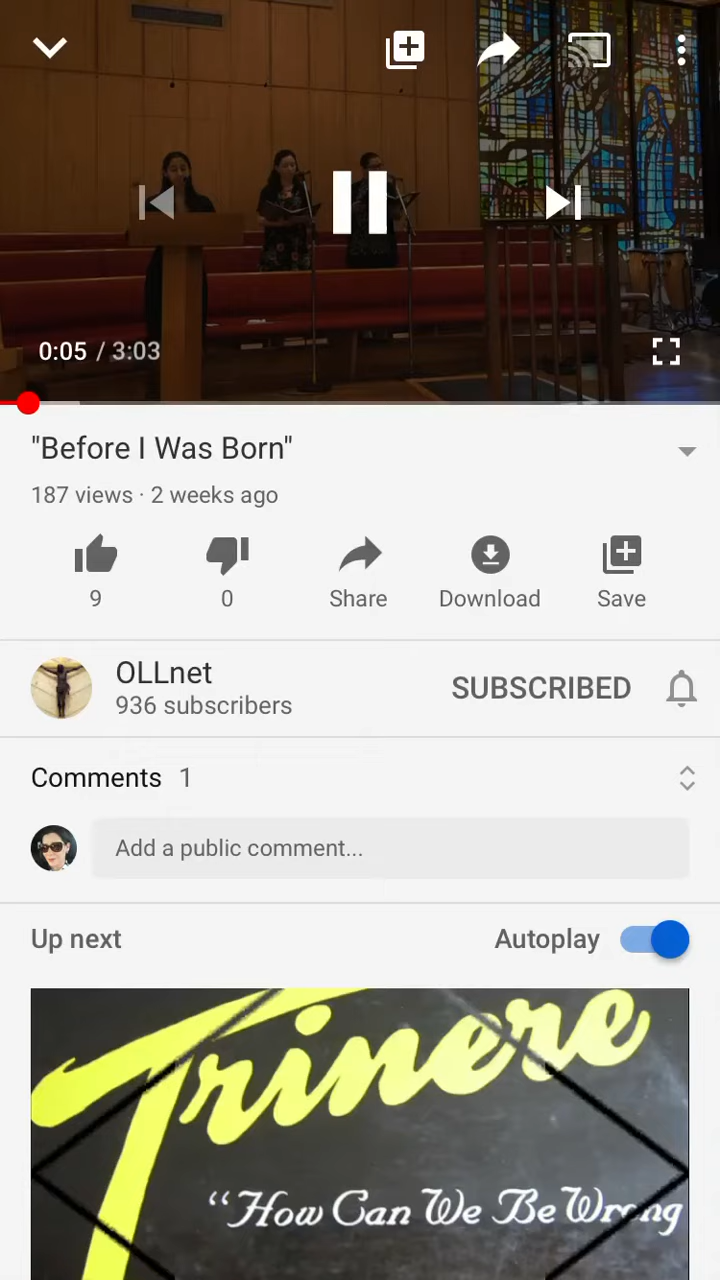 0:05 / 3:03
"Before I Was Born"
187 views · 2 weeks ago
9
0
Share
Download
Save
OLLnet
936 subscribers
SUBSCRIBED
Comments 1
Add a public comment...
Up next
Autoplay
Trinere
“How Can We Be Wrong